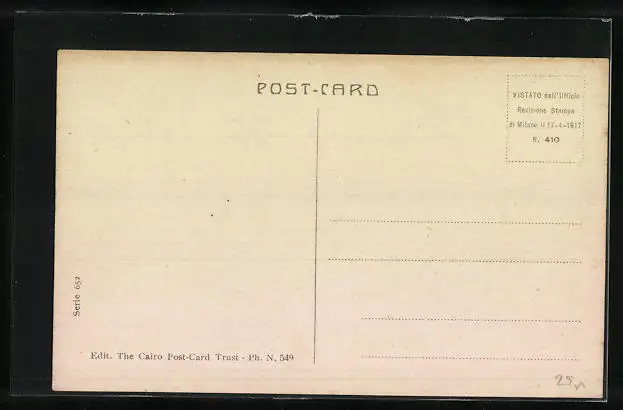 POST-CARD
VISTATO dall'Ufficio
Revisione Stampa
di Milano il 17-4-1917
N. 410
Serie 652
Edit. The Cairo Post-Card Trust - Ph. N. 549
25